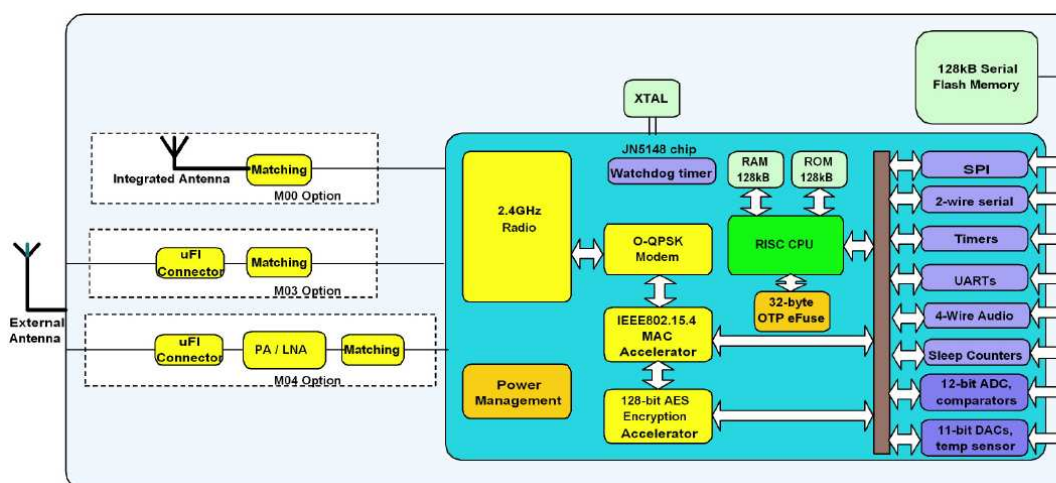 128kB Serial
Flash Memory
XTAL
Integrated Antenna
Matching
M00 Option
uFl
Connector
Matching
M03 Option
External
Antenna
uFl
Connector
PA / LNA
Matching
M04 Option
JN5148 chip
Watchdog timer
2.4GHz
Radio
Power
Management
O-QPSK
Modem
IEEE802.15.4
MAC
Accelerator
128-bit AES
Encryption
Accelerator
RAM
128kB
ROM
128kB
RISC CPU
32-byte
OTP eFuse
SPI
2-wire serial
Timers
UARTs
4-Wire Audio
Sleep Counters
12-bit ADC,
comparators
11-bit DACs,
temp sensor